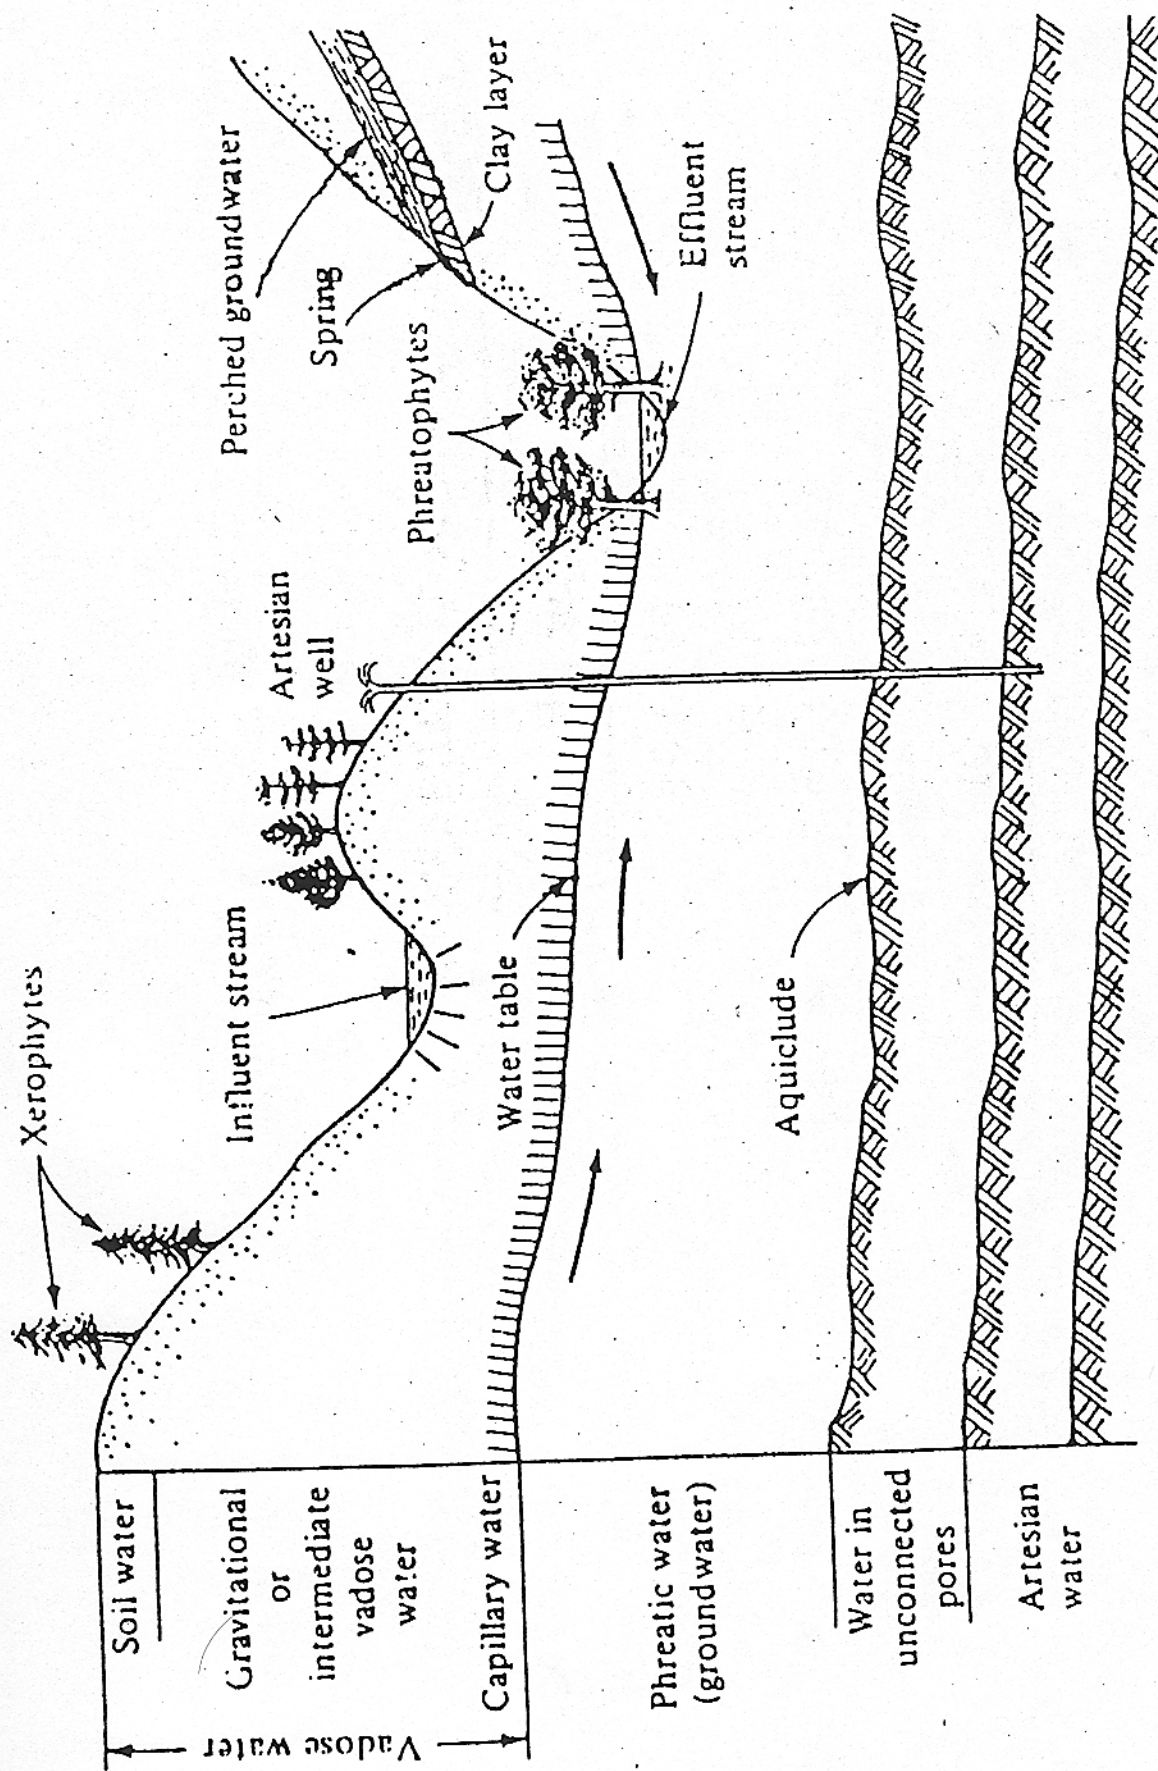 Xerophytes
Influent stream
Artesian
well
Perched groundwater
Spring
Phreatophytes
Clay layer
Effluent
stream
Water table
Aquiclude
Vadose water
Soil water
Gravitational
or
intermediate
vadose
water
Capillary water
Phreatic water
(groundwater)
Water in
unconnected
pores
Artesian
water